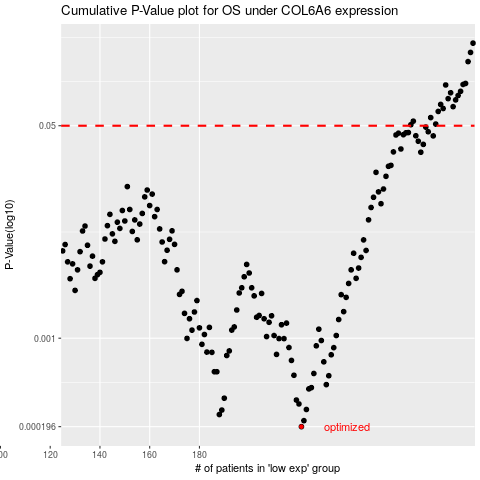 Cumulative P-Value plot for OS under COL6A6 expression
P-Value(log10)
0.05
0.001
0.000196
optimized
00 120 140 160 180
# of patients in 'low exp' group